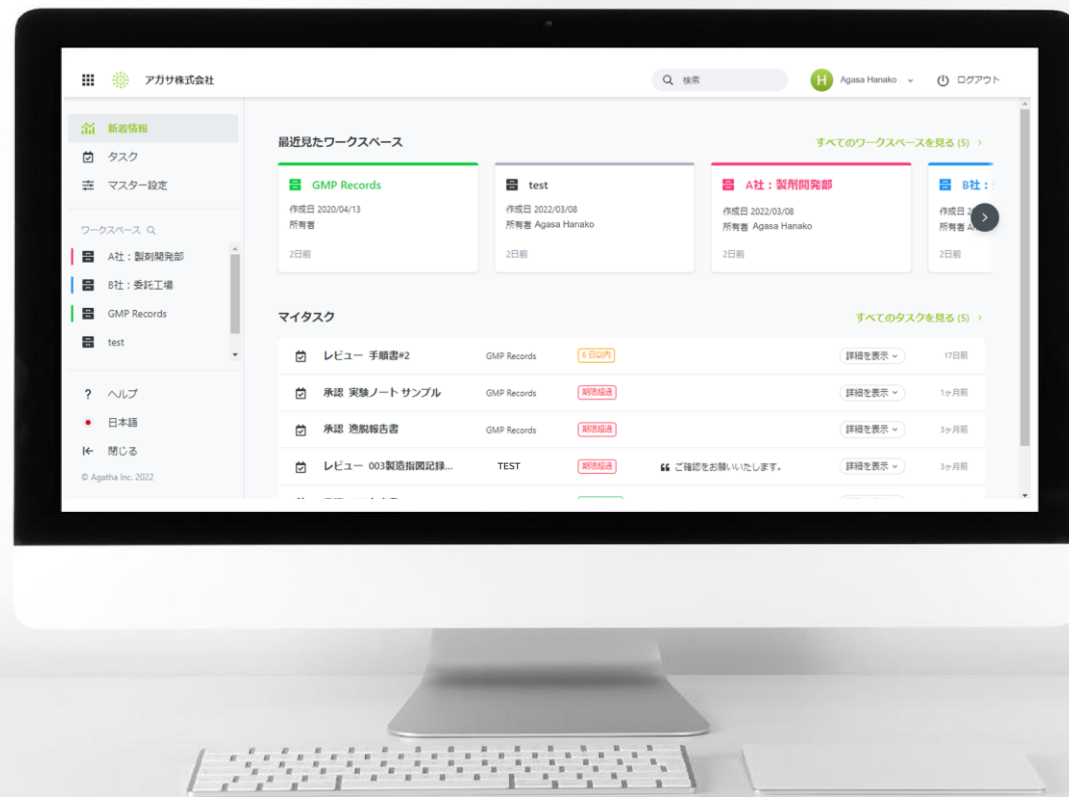 アガサ株式会社
検索
H
Agasa Hanako
ログアウト
新着情報
タスク
マスター設定
ワークスペース
A社：製剤開発部
B社：委託工場
GMP Records
test
? ヘルプ
日本語
閉じる
© Agatha Inc. 2022
最近見たワークスペース
すべてのワークスペースを見る (5)
GMP Records
作成日 2020/04/13
所有者
2日前
test
作成日 2022/03/08
所有者 Agasa Hanako
2日前
A社：製剤開発部
作成日 2022/03/08
所有者 Agasa Hanako
2日前
B社：
作成日
所有者
2日前
マイタスク
すべてのタスクを見る (5)
レビュー 手順書#2 GMP Records 6 日以内 詳細を表示 17日前
承認 実験ノート サンプル GMP Records 期限超過 詳細を表示 1ヶ月前
承認 逸脱報告書 GMP Records 期限超過 詳細を表示 3ヶ月前
レビュー 003製造指図記録... TEST 期限超過 ❝ ご確認をお願いいたします。 詳細を表示 3ヶ月前